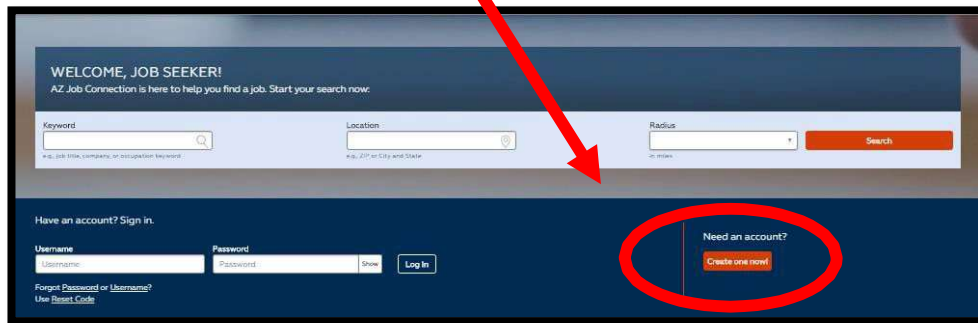 WELCOME, JOB SEEKER!
AZ Job Connection is here to help you find a job. Start your search now:
Keyword Location Radius
Search
e.g., job title, company, or occupation keyword e.g., ZIP or City and State in miles
Have an account? Sign in.
Need an account?
Username Password
Username Password Show Log In Create one now!
Forgot Password or Username?
Use Reset Code